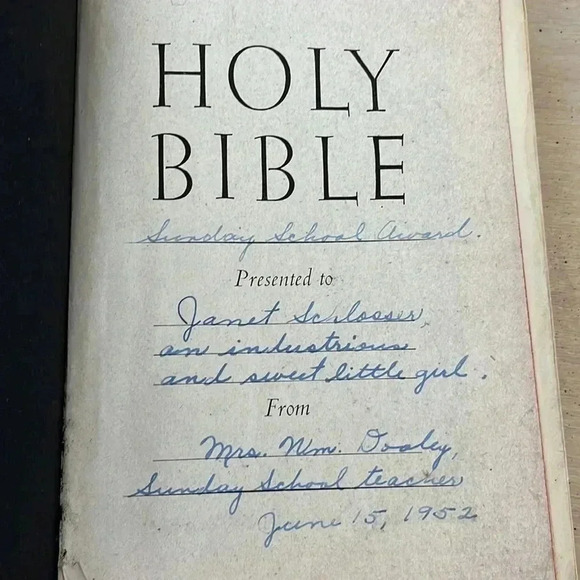 HOLY
BIBLE
Sunday School Award.
Presented to
Janet Schlosser,
an industrious
and sweet little girl.
From
Mrs. Wm. Dooley,
Sunday School teacher
June 15, 1952